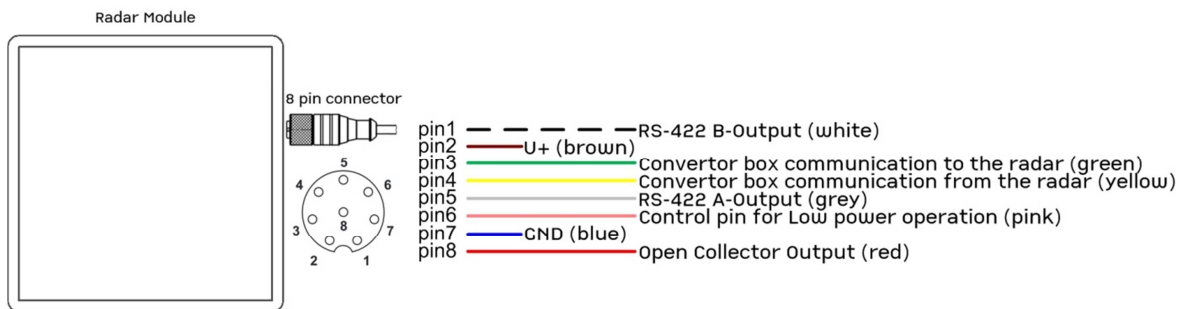 Radar Module
8 pin connector
5
4
6
3
8
7
2
1
pin1 RS-422 B-Output (white)
pin2 U+ (brown)
pin3 Convertor box communication to the radar (green)
pin4 Convertor box communication from the radar (yellow)
pin5 RS-422 A-Output (grey)
pin6 Control pin for Low power operation (pink)
pin7 GND (blue)
pin8 Open Collector Output (red)